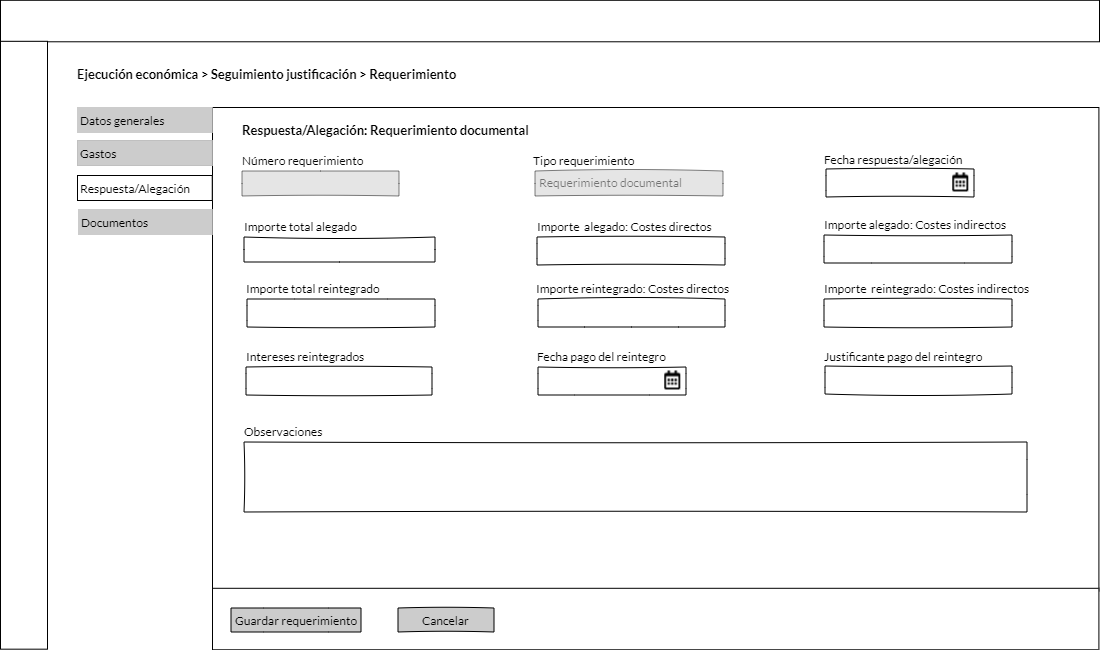 Ejecución económica > Seguimiento justificación > Requerimiento
Datos generales
Gastos
Respuesta/Alegación
Documentos
Respuesta/Alegación: Requerimiento documental
Número requerimiento
Tipo requerimiento
Requerimiento documental
Fecha respuesta/alegación
Importe total alegado
Importe alegado: Costes directos
Importe alegado: Costes indirectos
Importe total reintegrado
Importe reintegrado: Costes directos
Importe reintegrado: Costes indirectos
Intereses reintegrados
Fecha pago del reintegro
Justificante pago del reintegro
Observaciones
Guardar requerimiento
Cancelar